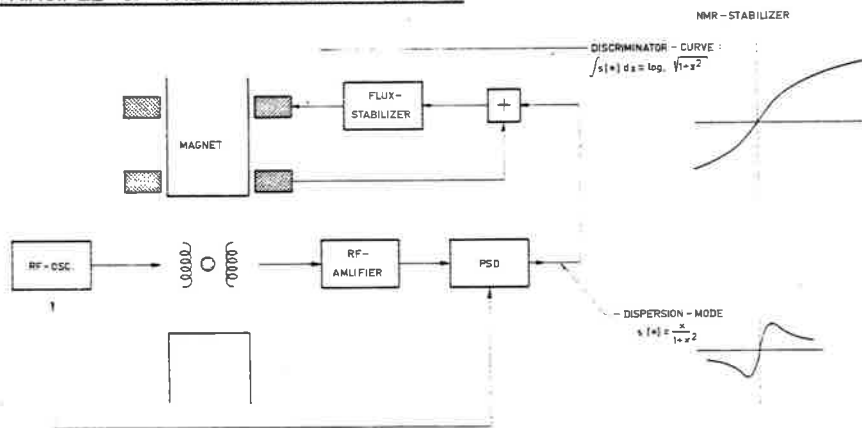 NMR-STABILIZER
DISCRIMINATOR - CURVE :
∫s(*) dx = log. √1+x²
FLUX-
STABILIZER
+
MAGNET
RF-OSC.
RF-
AMLIFIER
PSD
1
- DISPERSION - MODE
s(*) = x / 1+x²